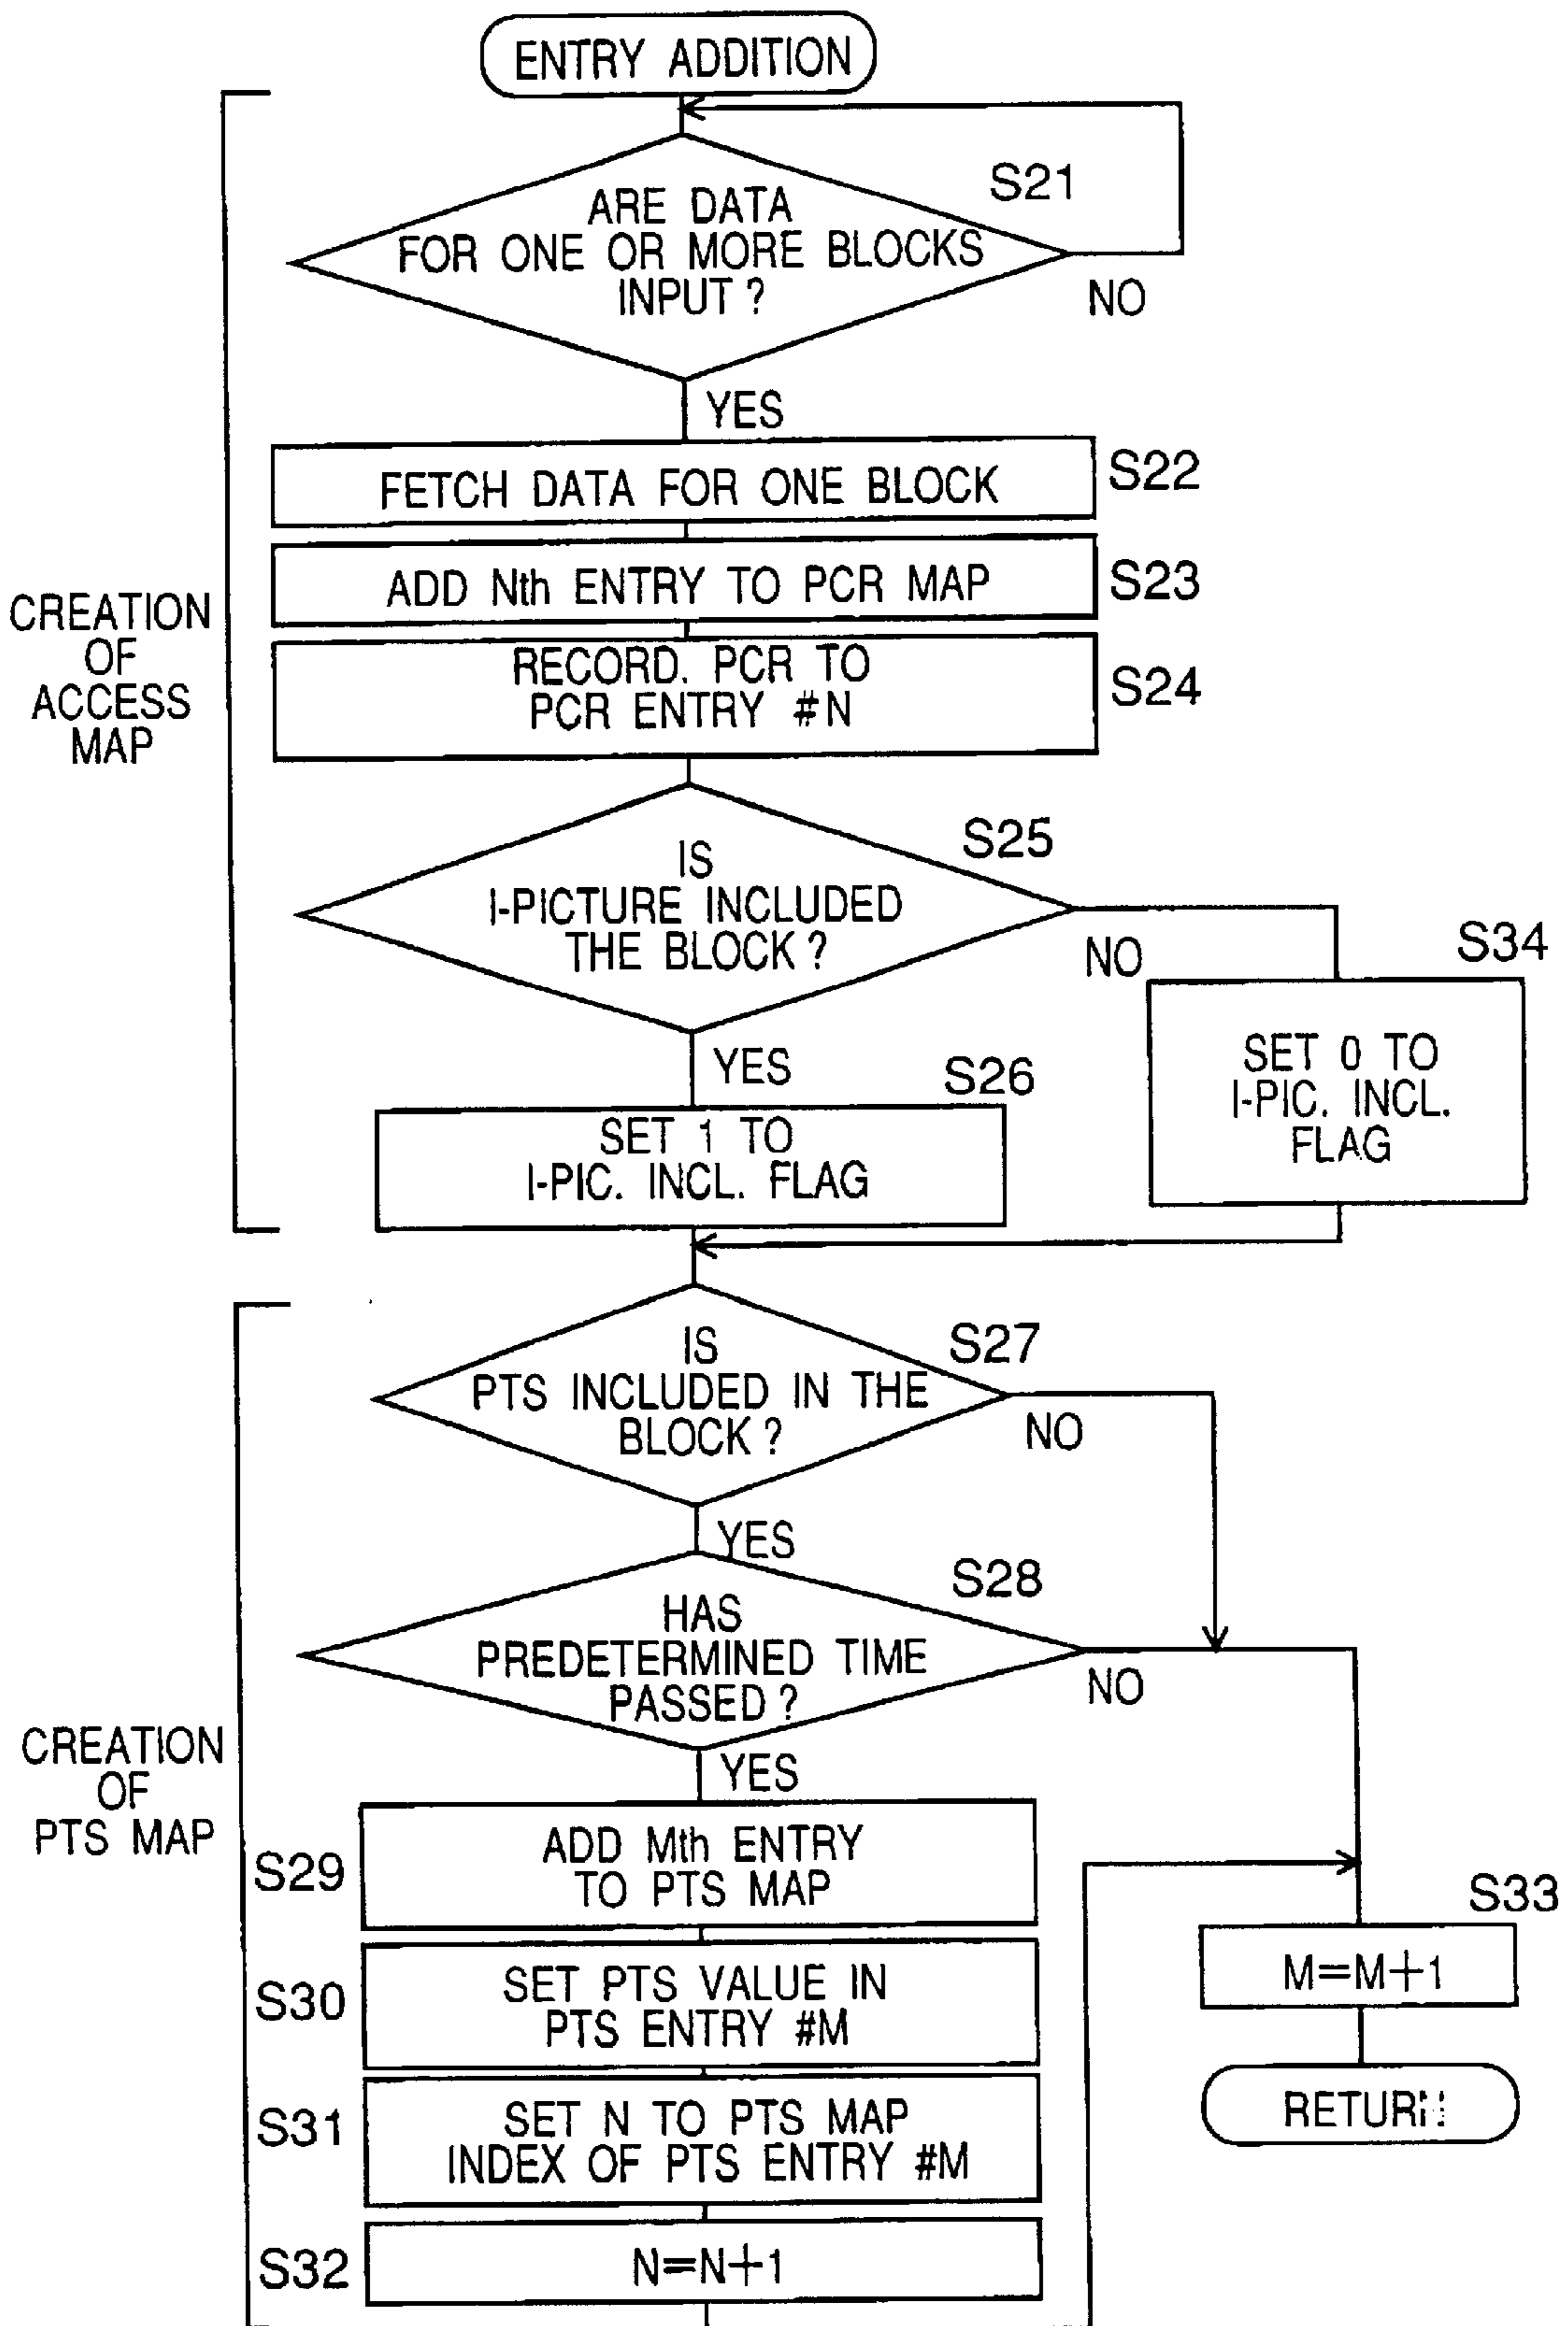 ENTRY ADDITION
S21
ARE DATA
FOR ONE OR MORE BLOCKS
INPUT?
NO
YES
FETCH DATA FOR ONE BLOCK
S22
ADD Nth ENTRY TO PCR MAP
S23
RECORD. PCR TO
PCR ENTRY #N
S24
CREATION
OF
ACCESS
MAP
S25
IS
I-PICTURE INCLUDED
THE BLOCK?
NO
S34
SET 0 TO
I-PIC. INCL.
FLAG
YES
S26
SET 1 TO
I-PIC. INCL. FLAG
S27
IS
PTS INCLUDED IN THE
BLOCK?
NO
YES
S28
HAS
PREDETERMINED TIME
PASSED?
NO
YES
CREATION
OF
PTS MAP
S29
ADD Mth ENTRY
TO PTS MAP
S30
SET PTS VALUE IN
PTS ENTRY #M
S31
SET N TO PTS MAP
INDEX OF PTS ENTRY #M
S32
N=N+1
S33
M=M+1
RETURN